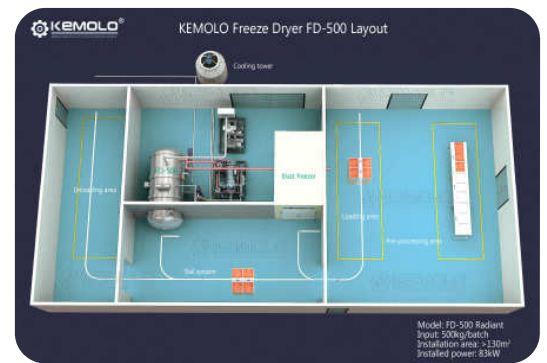 KEMOLO®
KEMOLO Freeze Dryer FD-500 Layout
Cooling tower
FD-500
Blast freezer
Unloading area
Loading area
Pre-processing area
Rail system
Model: FD-500 Radiant
Input: 500kg/batch
Installation area: >130m²
Installed power: 83kW